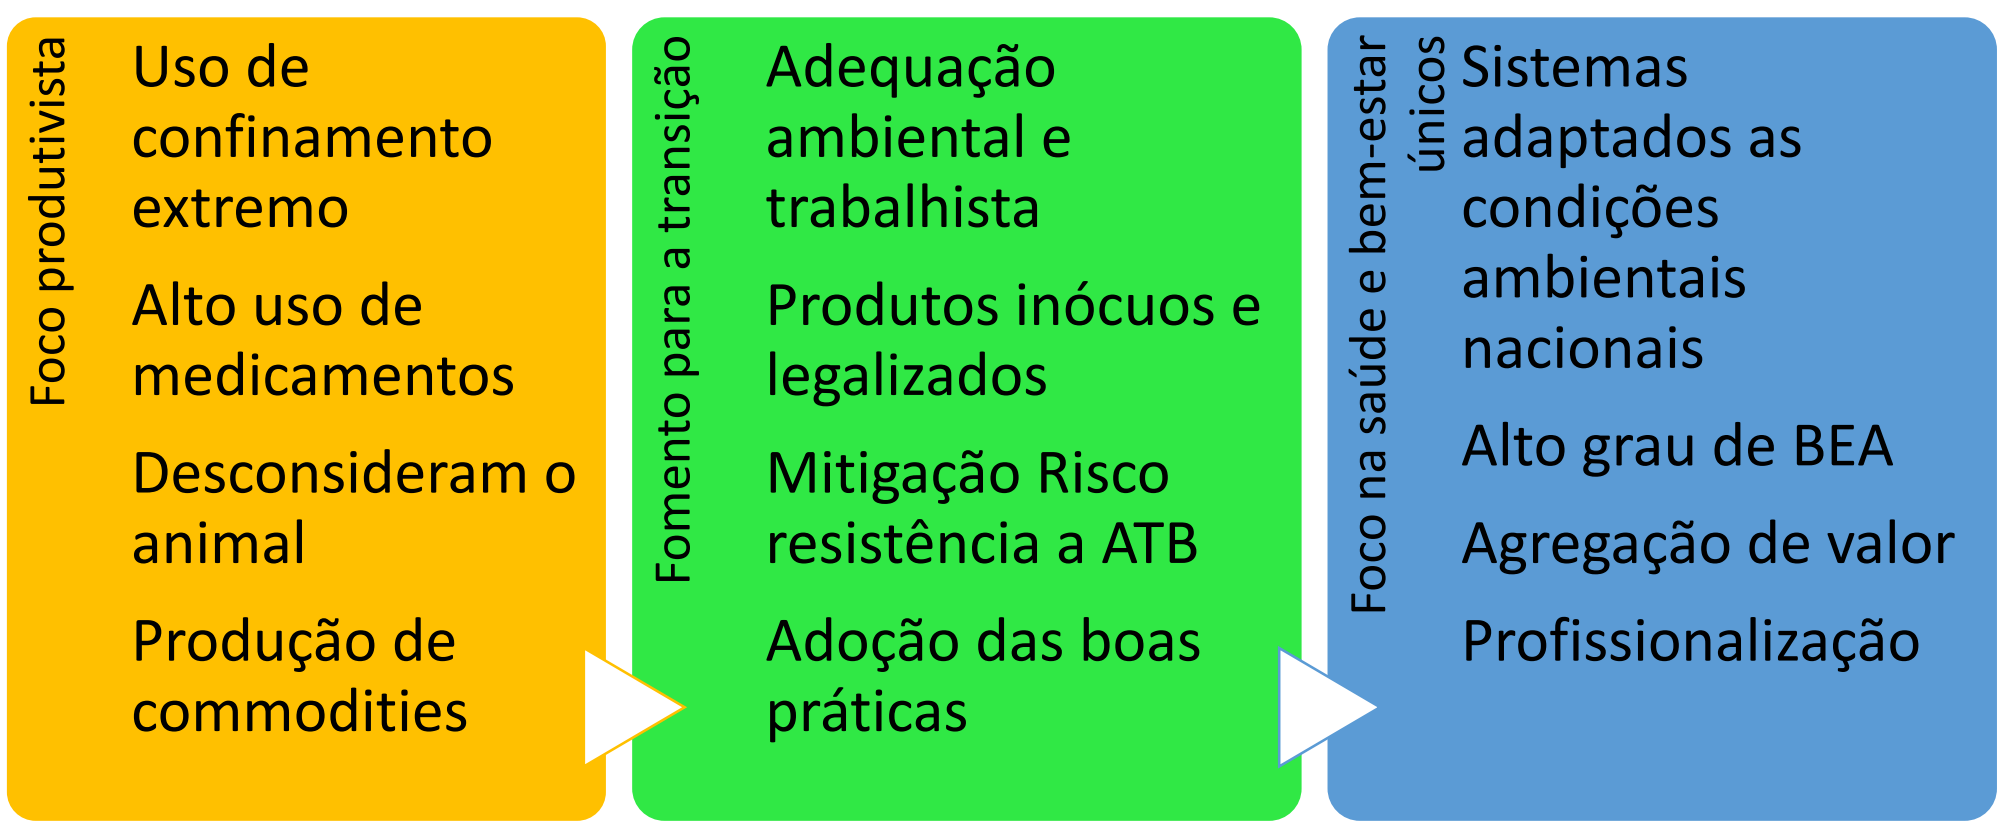 Foco produtivista
Uso de
confinamento
extremo
Alto uso de
medicamentos
Desconsideram o
animal
Produção de
commodities
Fomento para a transição
Adequação
ambiental e
trabalhista
Produtos inócuos e
legalizados
Mitigação Risco
resistência a ATB
Adoção das boas
práticas
Foco na saúde e bem-estar
únicos
Sistemas
adaptados as
condições
ambientais
nacionais
Alto grau de BEA
Agregação de valor
Profissionalização